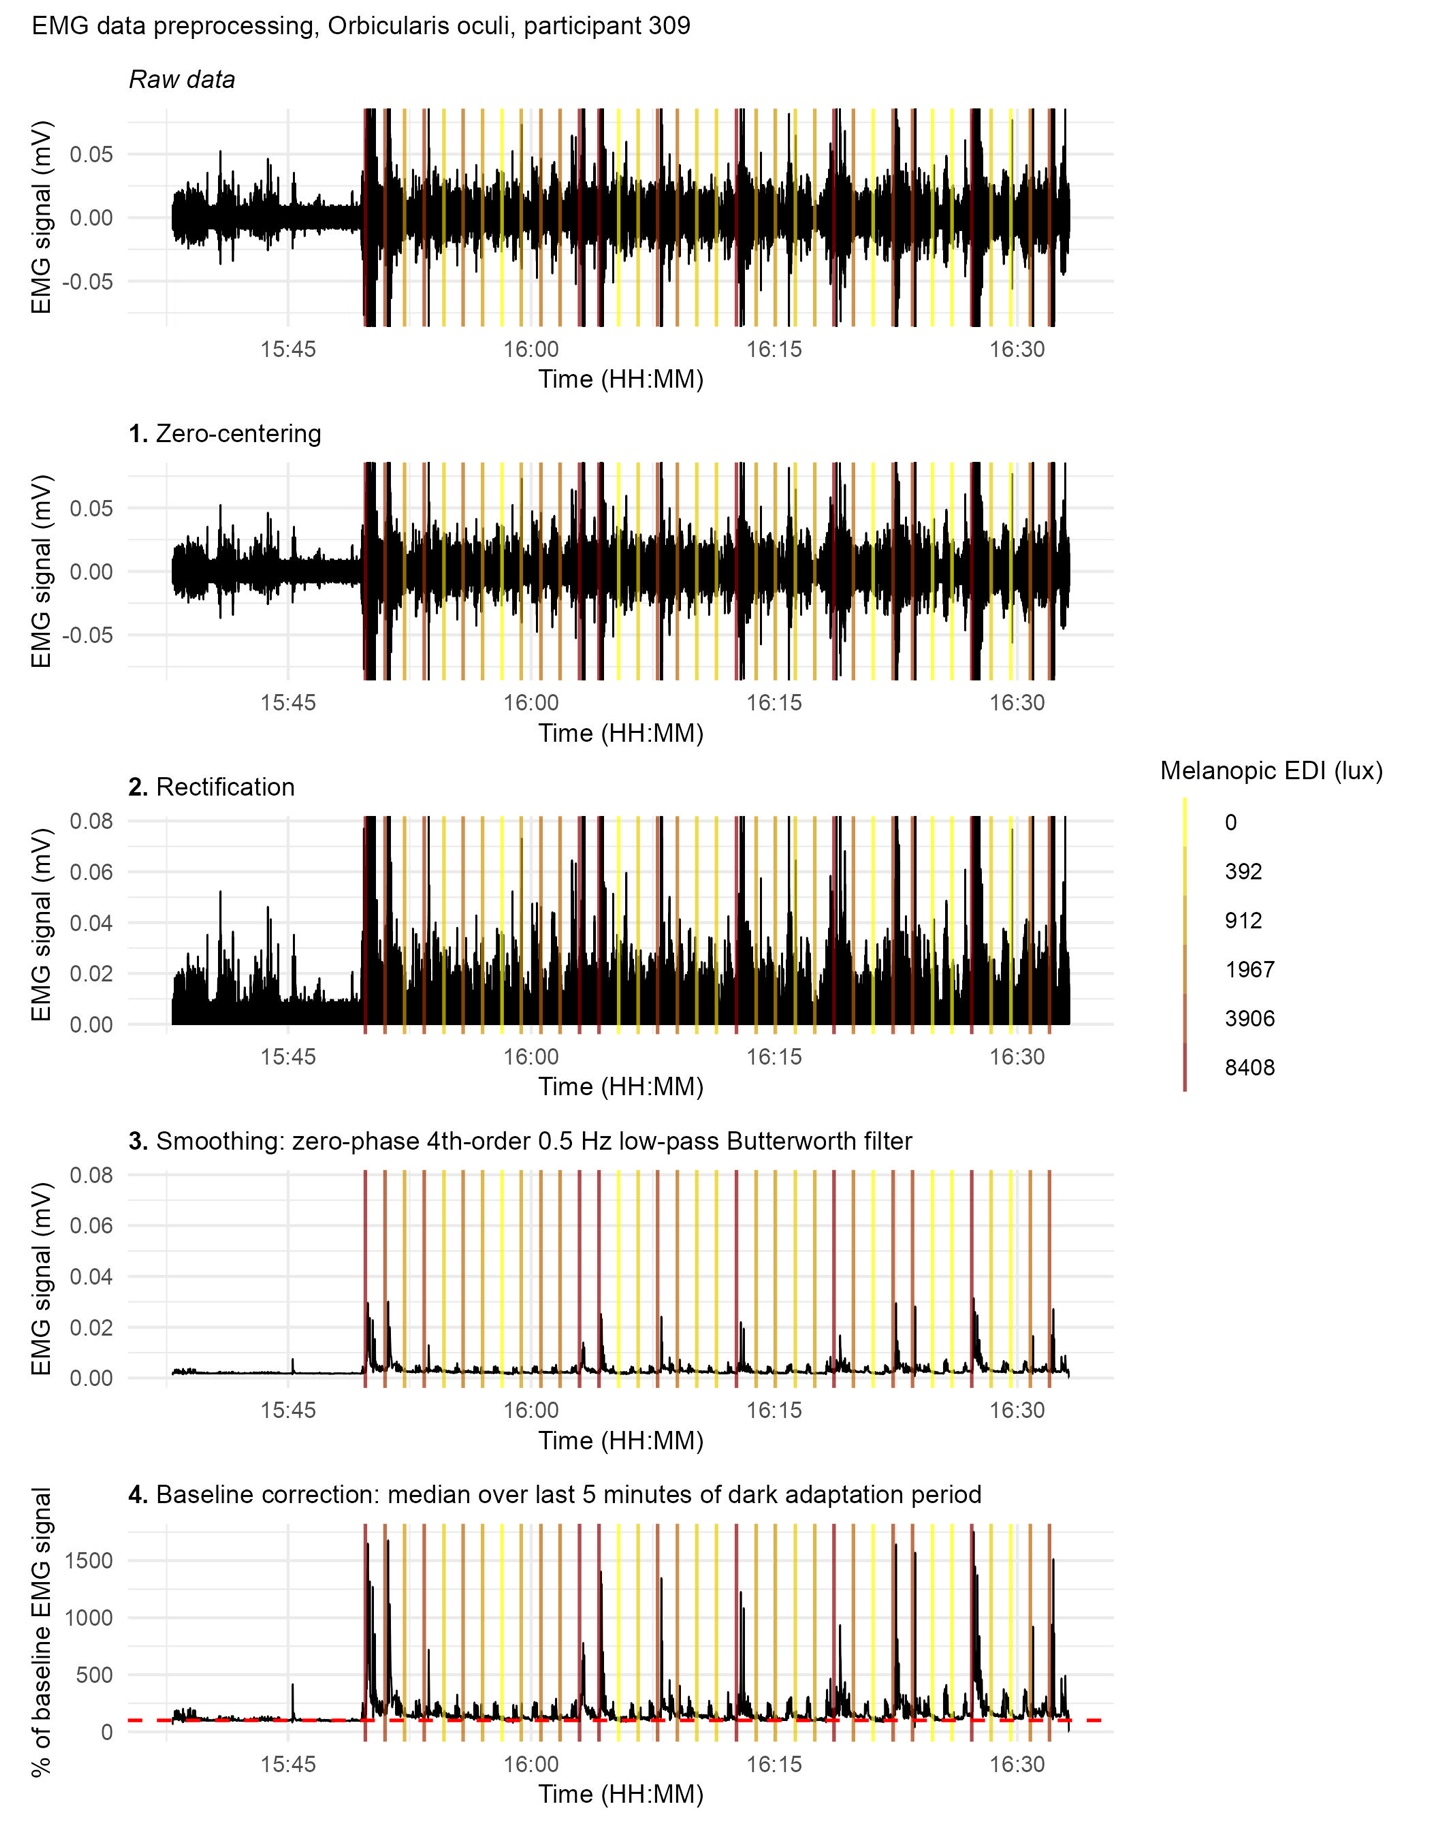 EMG data preprocessing, Orbicularis oculi, participant 309
Raw data
EMG signal (mV)
0.05
0.00
-0.05
15:45 16:00 16:15 16:30
Time (HH:MM)
1. Zero-centering
EMG signal (mV)
0.05
0.00
-0.05
15:45 16:00 16:15 16:30
Time (HH:MM)
2. Rectification
EMG signal (mV)
0.08
0.06
0.04
0.02
0.00
15:45 16:00 16:15 16:30
Time (HH:MM)
Melanopic EDI (lux)
0
392
912
1967
3906
8408
3. Smoothing: zero-phase 4th-order 0.5 Hz low-pass Butterworth filter
EMG signal (mV)
0.08
0.06
0.04
0.02
0.00
15:45 16:00 16:15 16:30
Time (HH:MM)
4. Baseline correction: median over last 5 minutes of dark adaptation period
% of baseline EMG signal
1500
1000
500
0
15:45 16:00 16:15 16:30
Time (HH:MM)